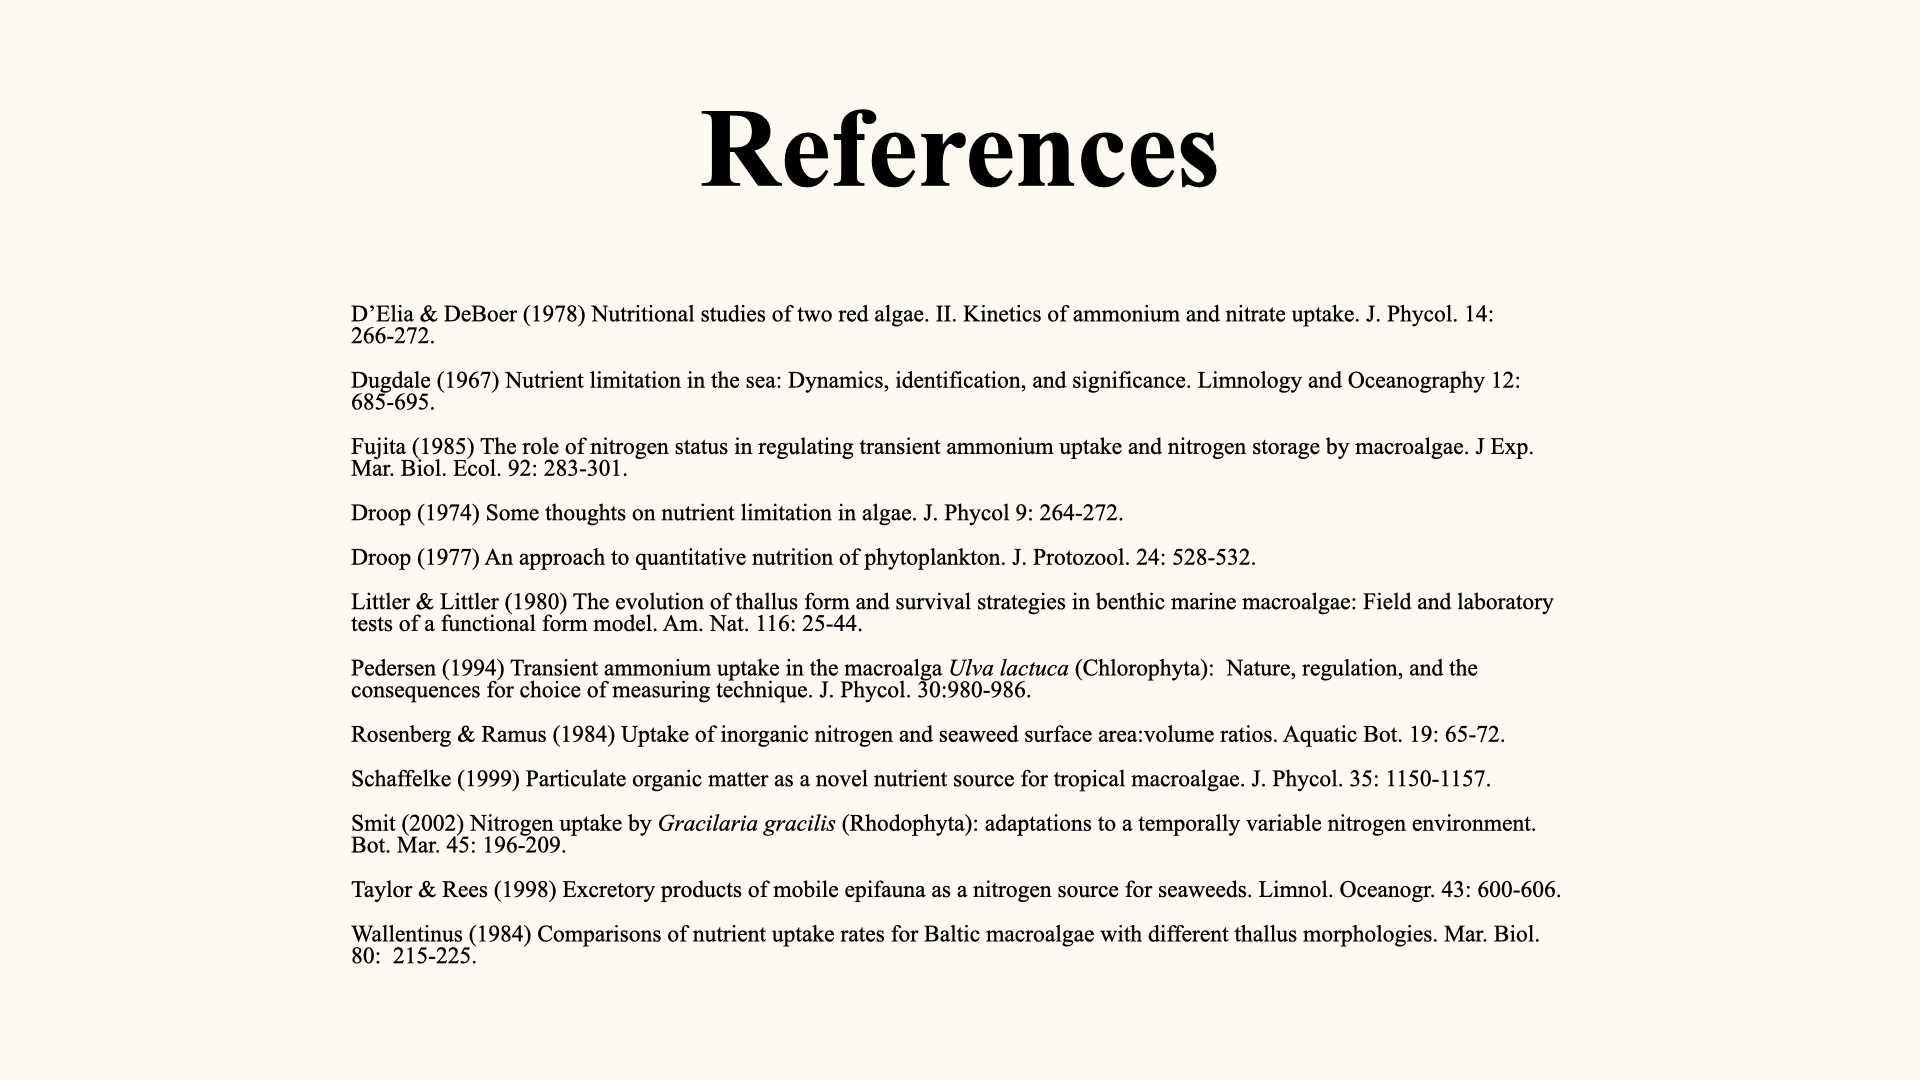 References
D’Elia & DeBoer (1978) Nutritional studies of two red algae. II. Kinetics of ammonium and nitrate uptake. J. Phycol. 14:
266-272.
Dugdale (1967) Nutrient limitation in the sea: Dynamics, identification, and significance. Limnology and Oceanography 12:
685-695.
Fujita (1985) The role of nitrogen status in regulating transient ammonium uptake and nitrogen storage by macroalgae. J Exp.
Mar. Biol. Ecol. 92: 283-301.
Droop (1974) Some thoughts on nutrient limitation in algae. J. Phycol 9: 264-272.
Droop (1977) An approach to quantitative nutrition of phytoplankton. J. Protozool. 24: 528-532.
Littler & Littler (1980) The evolution of thallus form and survival strategies in benthic marine macroalgae: Field and laboratory
tests of a functional form model. Am. Nat. 116: 25-44.
Pedersen (1994) Transient ammonium uptake in the macroalga Ulva lactuca (Chlorophyta):  Nature, regulation, and the
consequences for choice of measuring technique. J. Phycol. 30:980-986.
Rosenberg & Ramus (1984) Uptake of inorganic nitrogen and seaweed surface area:volume ratios. Aquatic Bot. 19: 65-72.
Schaffelke (1999) Particulate organic matter as a novel nutrient source for tropical macroalgae. J. Phycol. 35: 1150-1157.
Smit (2002) Nitrogen uptake by Gracilaria gracilis (Rhodophyta): adaptations to a temporally variable nitrogen environment.
Bot. Mar. 45: 196-209.
Taylor & Rees (1998) Excretory products of mobile epifauna as a nitrogen source for seaweeds. Limnol. Oceanogr. 43: 600-606.
Wallentinus (1984) Comparisons of nutrient uptake rates for Baltic macroalgae with different thallus morphologies. Mar. Biol.
80:  215-225.